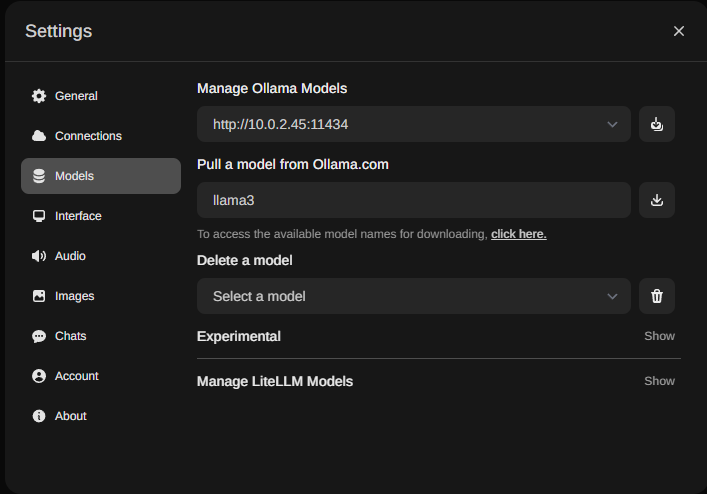 Settings
General
Connections
Models
Interface
Audio
Images
Chats
Account
About
Manage Ollama Models
http://10.0.2.45:11434
Pull a model from Ollama.com
llama3
To access the available model names for downloading, click here.
Delete a model
Select a model
Experimental Show
Manage LiteLLM Models Show